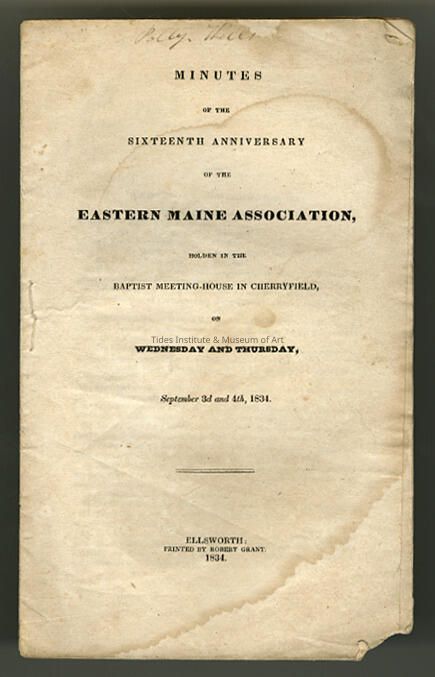 Polly
MINUTES
OF THE
SIXTEENTH ANNIVERSARY
OF THE
EASTERN MAINE ASSOCIATION,
HOLDEN IN THE
BAPTIST MEETING-HOUSE IN CHERRYFIELD,
ON
Tides Institute & Museum of Art
WEDNESDAY AND THURSDAY,
September 3d and 4th, 1834.
ELLSWORTH:
PRINTED BY ROBERT GRANT.
1834.